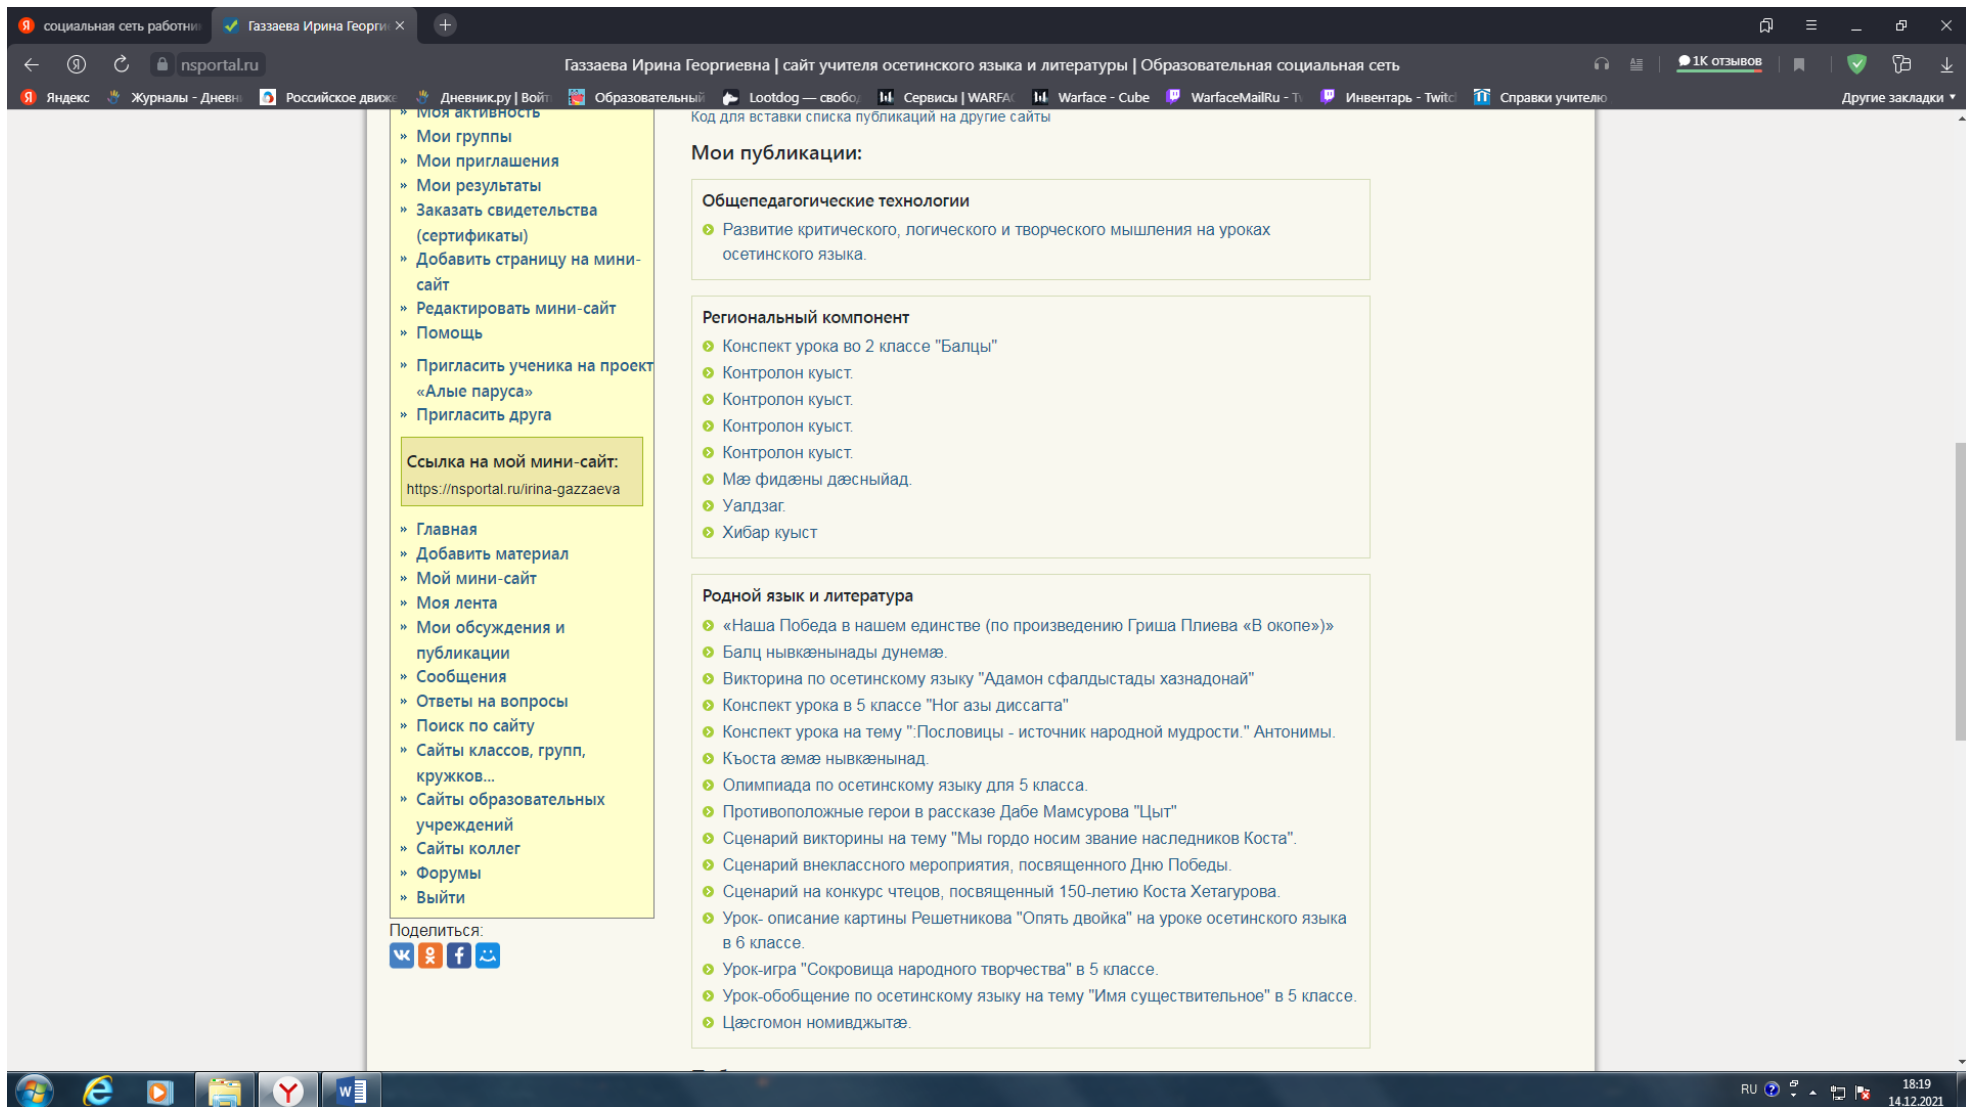 социальная сеть работни
Газзаева Ирина Георги
nsportal.ru
Газзаева Ирина Георгиевна | сайт учителя осетинского языка и литературы | Образовательная социальная сеть
1K отзывов
Яндекс
Журналы - Дневн
Российское движе
Дневник.ру | Войт
Образовательный
Lootdog — свобод
Сервисы | WARFA
Warface - Cube
WarfaceMailRu - T
Инвентарь - Twitc
Справки учителю
Другие закладки
Моя активность
Мои группы
Мои приглашения
Мои результаты
Заказать свидетельства
(сертификаты)
Добавить страницу на мини-
сайт
Редактировать мини-сайт
Помощь
Пригласить ученика на проект
«Алые паруса»
Пригласить друга
Ссылка на мой мини-сайт:
https://nsportal.ru/irina-gazzaeva
Главная
Добавить материал
Мой мини-сайт
Моя лента
Мои обсуждения и
публикации
Сообщения
Ответы на вопросы
Поиск по сайту
Сайты классов, групп,
кружков...
Сайты образовательных
учреждений
Сайты коллег
Форумы
Выйти
Поделиться:
Код для вставки списка публикаций на другие сайты
Мои публикации:
Общепедагогические технологии
Развитие критического, логического и творческого мышления на уроках
осетинского языка.
Региональный компонент
Конспект урока во 2 классе "Балцы"
Контролон куыст.
Контролон куыст.
Контролон куыст.
Контролон куыст.
Мæ фидæны дæсныйад.
Уалдзаг.
Хибар куыст
Родной язык и литература
«Наша Победа в нашем единстве (по произведению Гриша Плиева «В окопе»)»
Балц нывкæнынады дунемæ.
Викторина по осетинскому языку "Адамон сфалдыстады хазнадонай"
Конспект урока в 5 классе "Ног азы диссагта"
Конспект урока на тему ":Пословицы - источник народной мудрости." Антонимы.
Къоста æмæ нывкæнынад.
Олимпиада по осетинскому языку для 5 класса.
Противоположные герои в рассказе Дабе Мамсурова "Цыт"
Сценарий викторины на тему "Мы гордо носим звание наследников Коста".
Сценарий внеклассного мероприятия, посвященного Дню Победы.
Сценарий на конкурс чтецов, посвященный 150-летию Коста Хетагурова.
Урок- описание картины Решетникова "Опять двойка" на уроке осетинского языка
в 6 классе.
Урок-игра "Сокровища народного творчества" в 5 классе.
Урок-обобщение по осетинскому языку на тему "Имя существительное" в 5 классе.
Цæсгомон номивджытæ.
RU
18:19
14.12.2021